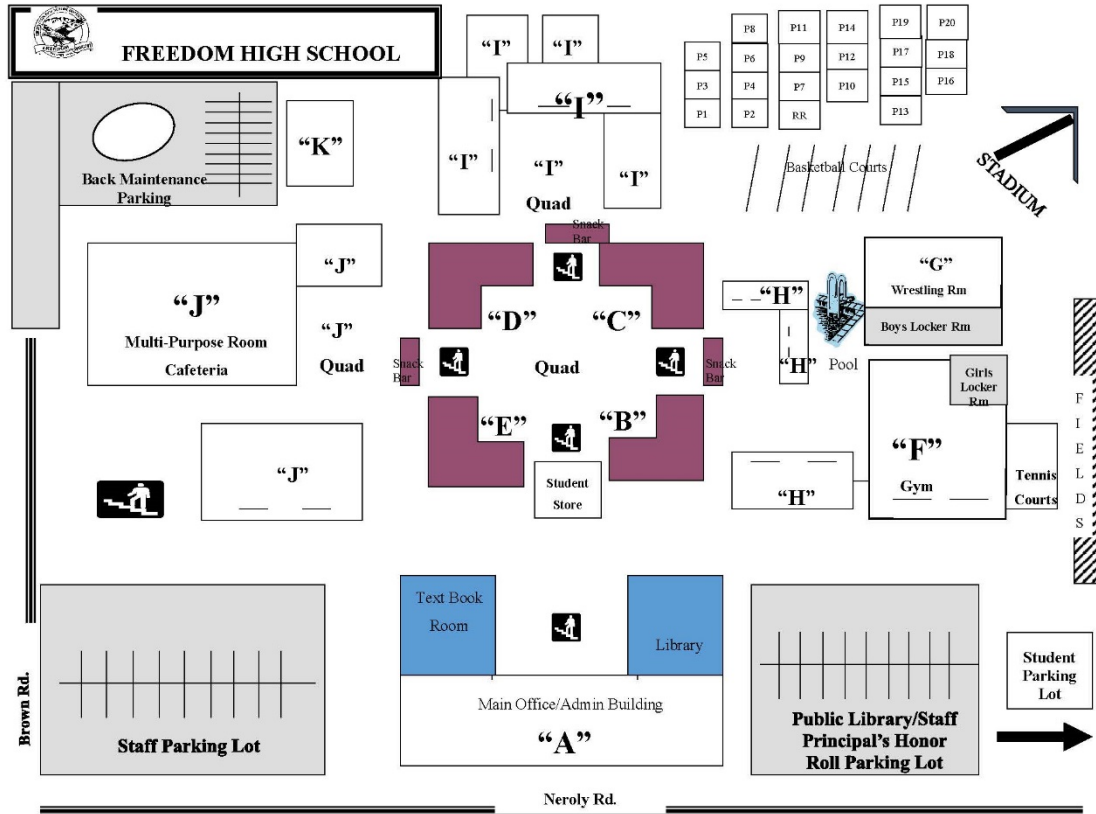 FREEDOM HIGH SCHOOL
“I”
“I”
“I”
“I”
“I”
“I”
Quad
“K”
Back Maintenance
Parking
P5
P3
P1
P8
P6
P4
P2
P11
P9
P7
RR
P14
P12
P10
P19
P17
P15
P13
P20
P18
P16
Basketball Courts
STADIUM
“J”
Multi-Purpose Room
Cafeteria
“J”
“J”
Quad
“J”
Snack
Bar
“D”
“C”
Quad
Snack
Bar
Snack
Bar
“E”
“B”
Student
Store
“H”
“H”
Pool
“H”
“G”
Wrestling Rm
Boys Locker Rm
Girls
Locker
Rm
“F”
Gym
Tennis
Courts
FIELDS
Text Book
Room
Library
Main Office/Admin Building
“A”
Staff Parking Lot
Public Library/Staff
Principal’s Honor
Roll Parking Lot
Student
Parking
Lot
Brown Rd.
Neroly Rd.